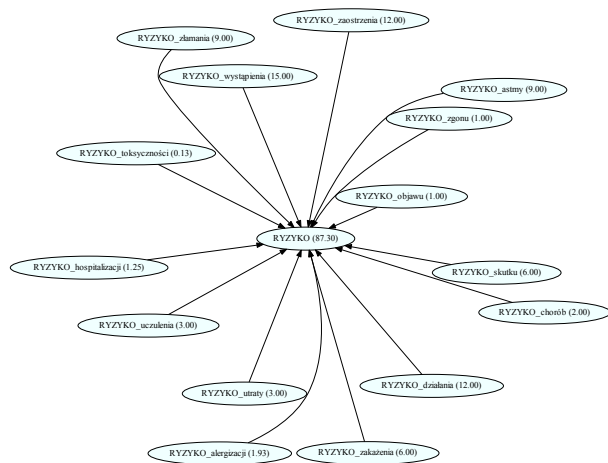 RYZYKO_zaostrzenia (12.00)
RYZYKO_złamania (9.00)
RYZYKO_wystąpienia (15.00)
RYZYKO_astmy (9.00)
RYZYKO_zgonu (1.00)
RYZYKO_toksyczności (0.13)
RYZYKO_objawu (1.00)
RYZYKO (87.30)
RYZYKO_hospitalizacji (1.25)
RYZYKO_skutku (6.00)
RYZYKO_chorób (2.00)
RYZYKO_uczulenia (3.00)
RYZYKO_działania (12.00)
RYZYKO_utraty (3.00)
RYZYKO_alergizacji (1.93)
RYZYKO_zakażenia (6.00)